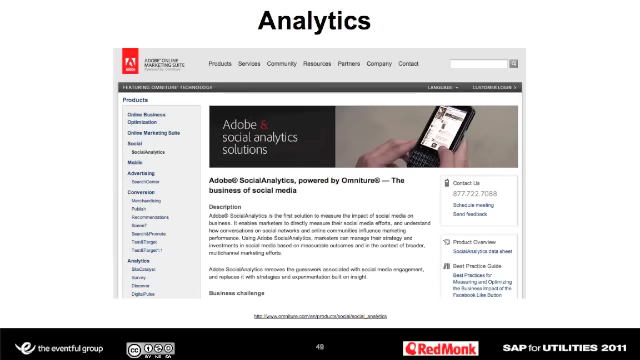 Analytics
ADOBE® ONLINE
MARKETING SUITE
Powered by Omniture
Products Services Community Resources Partners Company Contact
FEATURING OMNITURE® TECHNOLOGY
LANGUAGE
CUSTOMER LOGIN
Products
Online Business
Optimization
Online Marketing Suite
Social
SocialAnalytics
Mobile
Advertising
SearchCenter
Conversion
Merchandising
Publish
Recommendations
Scene7
Search&Promote
Test&Target
Test&Target1:1
Analytics
SiteCatalyst
Survey
Discover
DigitalPulse
Adobe &
social analytics
solutions
Adobe® SocialAnalytics, powered by Omniture® — The
business of social media
Description
Adobe® SocialAnalytics is the first solution to measure the impact of social media on
business. It enables marketers to directly measure their social media efforts, and understand
how conversations on social networks and online communities influence marketing
performance. Using Adobe SocialAnalytics, marketers can manage their strategy and
investments in social media based on measurable outcomes and in the context of broader,
multichannel marketing efforts.
Adobe SocialAnalytics removes the guesswork associated with social media engagement,
and replaces it with strategies and experimentation built on insight.
Business challenge
Contact Us
877.722.7088
Schedule meeting
Send feedback
Product Overview
SocialAnalytics data sheet
Best Practice Guide
Best Practices for
Measuring and Optimizing
the Business Impact of the
Facebook Like Button
http://www.omniture.com/en/products/social/social_analytics
the eventful group
BY NC SA
49
RedMonk
SAP for UTILITIES 2011